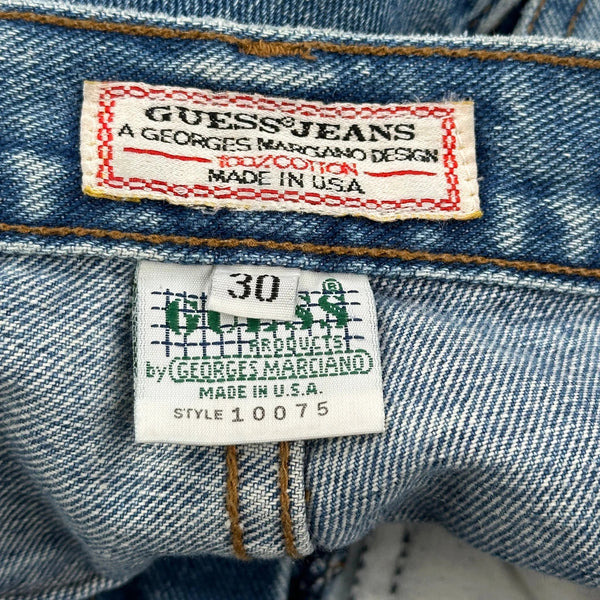 GUESS? JEANS
A GEORGES MARCIANO DESIGN
100% COTTON
MADE IN U.S.A.
30
GUESS ®
PRODUCTS
by GEORGES MARCIANO
MADE IN U.S.A.
STYLE 10075